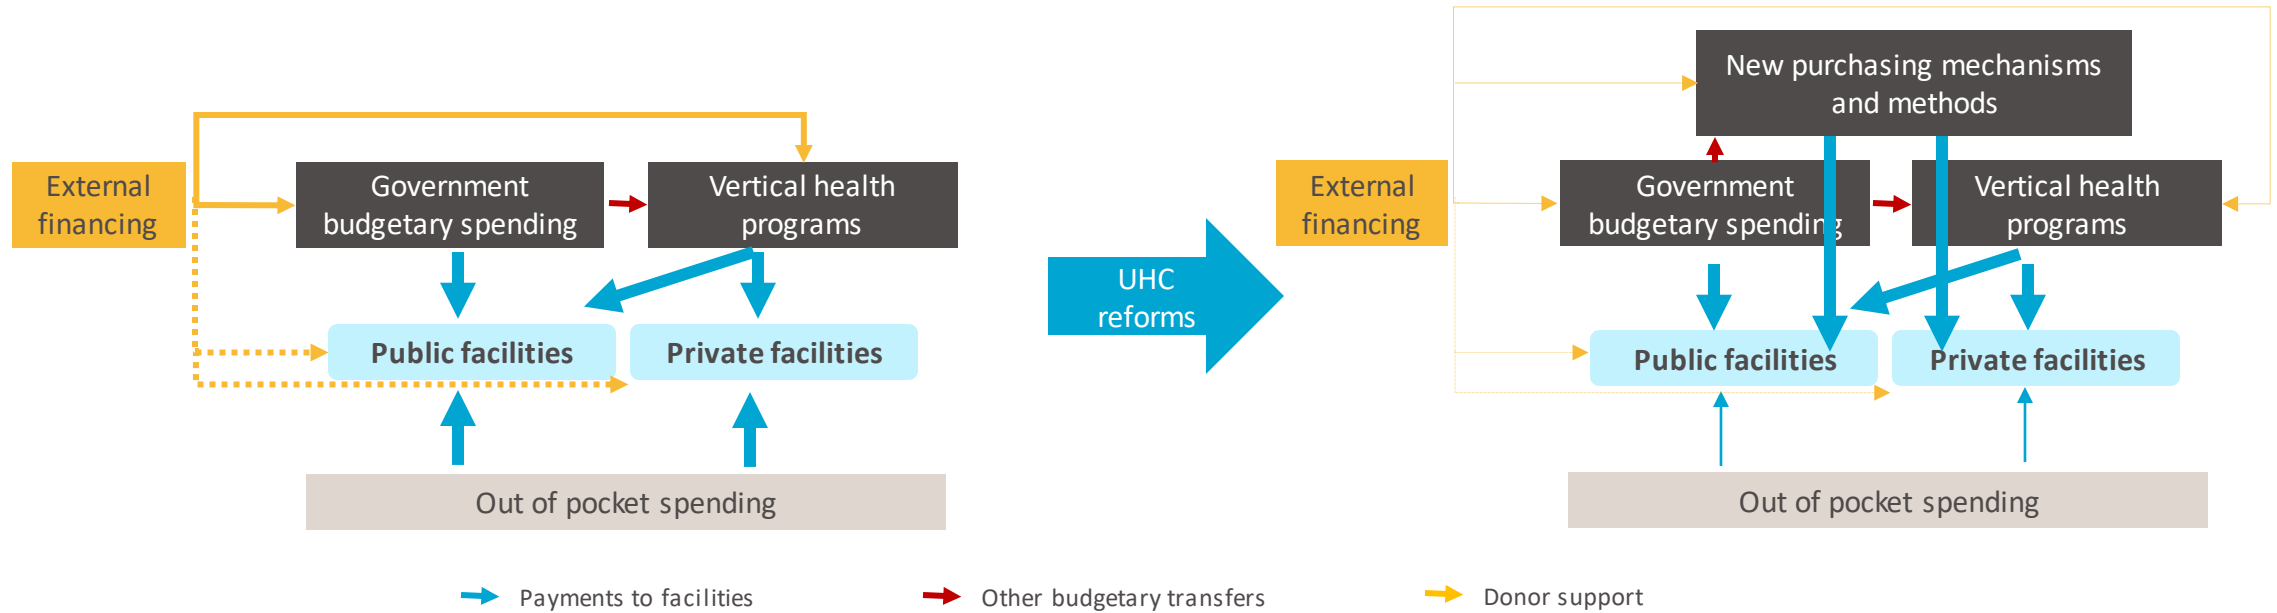 External
financing
Government
budgetary spending
Vertical health
programs
Public facilities
Private facilities
Out of pocket spending
UHC
reforms
New purchasing mechanisms
and methods
External
financing
Government
budgetary spending
Vertical health
programs
Public facilities
Private facilities
Out of pocket spending
Payments to facilities
Other budgetary transfers
Donor support